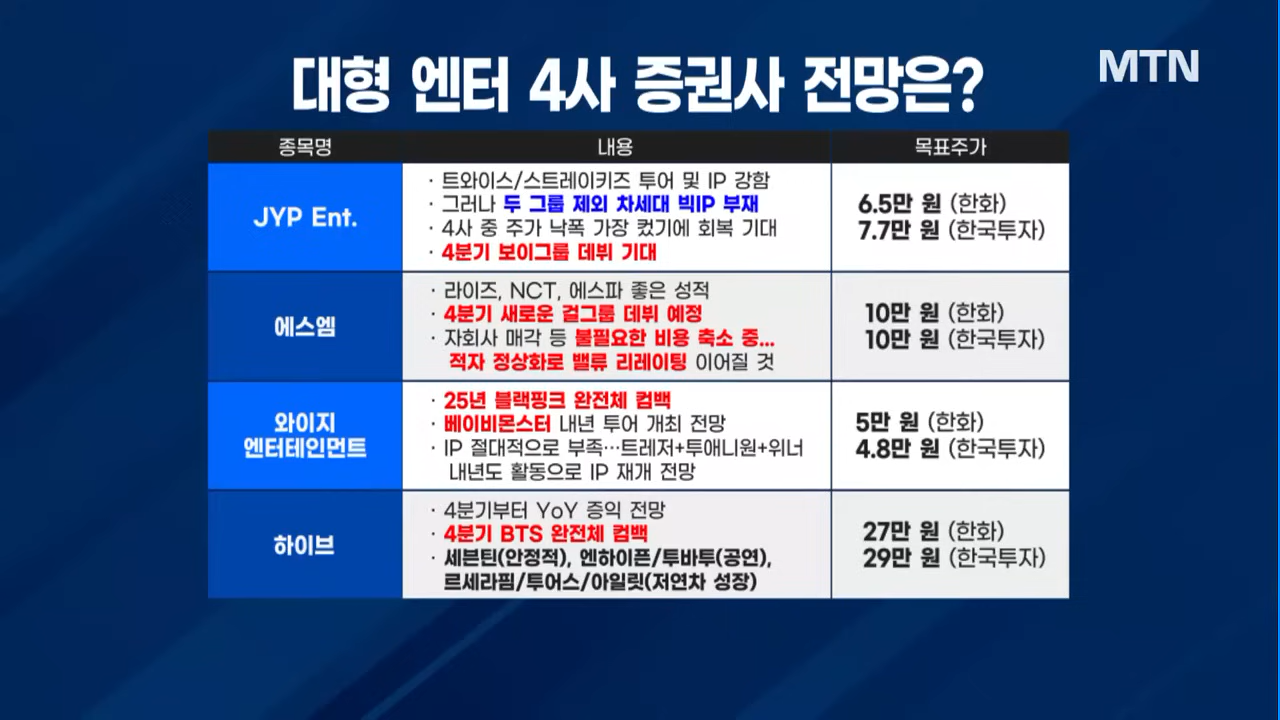 대형 엔터 4사 증권사 전망은?
MTN
종목명 내용 목표주가
JYP Ent.
· 트와이스/스트레이키즈 투어 및 IP 강함
· 그러나 두 그룹 제외 차세대 빅IP 부재
· 4사 중 주가 낙폭 가장 컸기에 회복 기대
· 4분기 보이그룹 데뷔 기대
6.5만 원 (한화)
7.7만 원 (한국투자)
에스엠
· 라이즈, NCT, 에스파 좋은 성적
· 4분기 새로운 걸그룹 데뷔 예정
· 자회사 매각 등 불필요한 비용 축소 중...
적자 정상화로 밸류 리레이팅 이어질 것
10만 원 (한화)
10만 원 (한국투자)
와이지
엔터테인먼트
· 25년 블랙핑크 완전체 컴백
· 베이비몬스터 내년 투어 개최 전망
· IP 절대적으로 부족…트레저+투애니원+위너
내년도 활동으로 IP 재개 전망
5만 원 (한화)
4.8만 원 (한국투자)
하이브
· 4분기부터 YoY 증익 전망
· 4분기 BTS 완전체 컴백
· 세븐틴(안정적), 엔하이픈/투바투(공연),
르세라핌/투어스/아일릿(저연차 성장)
27만 원 (한화)
29만 원 (한국투자)